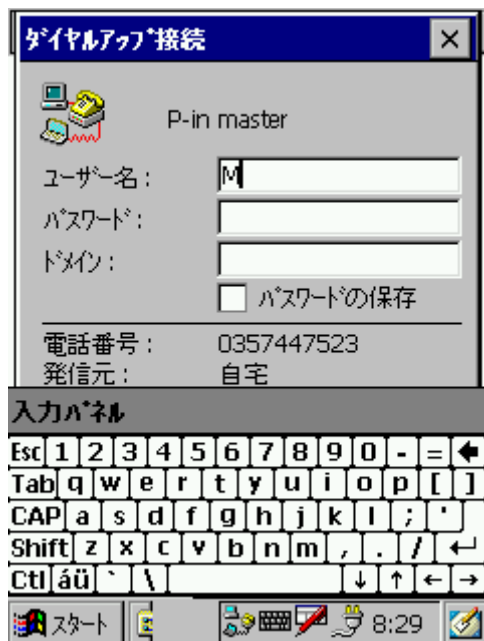 ﾀﾞｲﾔﾙｱｯﾌﾟ接続
P-in master
ﾕｰｻﾞｰ名：
M
ﾊﾟｽﾜｰﾄﾞ：
ﾄﾞﾒｲﾝ：
ﾊﾟｽﾜｰﾄﾞの保存
電話番号： 0357447523
発信元： 自宅
入力ﾊﾟﾈﾙ
Esc 1 2 3 4 5 6 7 8 9 0 - =
Tab q w e r t y u i o p [ ]
CAP a s d f g h j k l ; '
Shift z x c v b n m , . /
Ctl áü ` \ ↓ ↑ ← →
ｽﾀｰﾄ 8:29